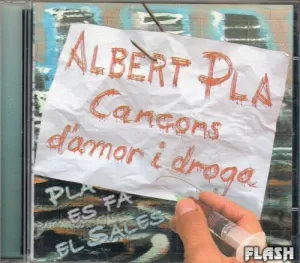 ALBERT PLA
Cançons
d'amor i droga
PLA
ES FA
EL SALES
FLASH